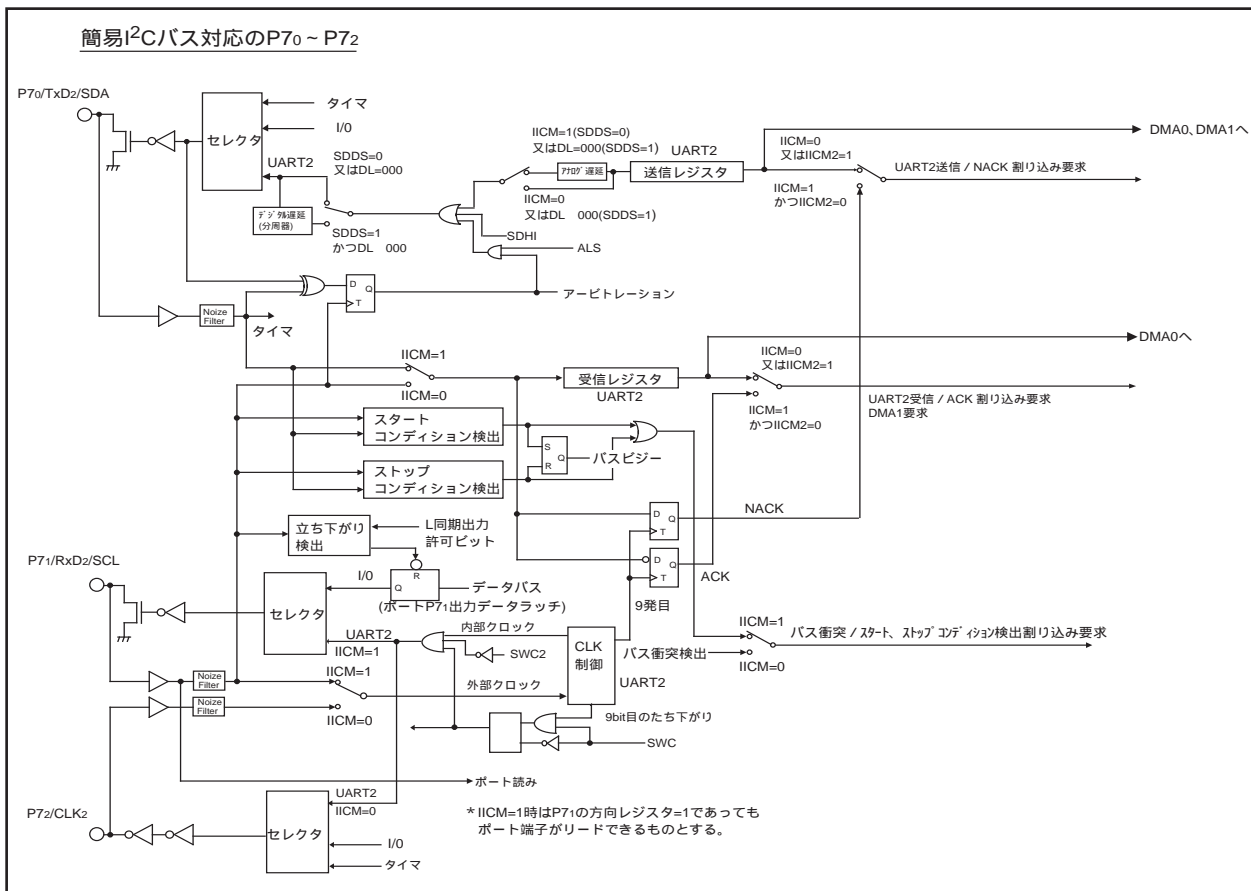 簡易I²Cバス対応のP70 ~ P72
P70/TxD2/SDA
セレクタ
タイマ
I/0
UART2
SDDS=0
又はDL=000
デジタル遅延
(分周器)
SDDS=1
かつDL 000
IICM=1(SDDS=0)
又はDL=000(SDDS=1)
アナログ遅延
IICM=0
又はDL 000(SDDS=1)
UART2
送信レジスタ
SDHI
ALS
IICM=0
又はIICM2=1
IICM=1
かつIICM2=0
DMA0、DMA1へ
UART2送信 / NACK 割り込み要求
D
Q
T
アービトレーション
Noize
Filter
タイマ
IICM=1
IICM=0
受信レジスタ
UART2
IICM=0
又はIICM2=1
IICM=1
かつIICM2=0
DMA0へ
UART2受信 / ACK 割り込み要求
DMA1要求
スタート
コンディション検出
ストップ
コンディション検出
S
Q
R
バスビジー
立ち下がり
検出
L同期出力
許可ビット
D
Q
T
NACK
D
Q
T
ACK
9発目
P71/RxD2/SCL
セレクタ
I/0
R
Q
データバス
(ポートP71出力データラッチ)
UART2
IICM=1
内部クロック
SWC2
CLK
制御
UART2
バス衝突検出
IICM=1
IICM=0
バス衝突 / スタート、ストップコンディション検出割り込み要求
Noize
Filter
IICM=1
外部クロック
Noize
Filter
IICM=0
9bit目のたち下がり
SWC
ポート読み
P72/CLK2
UART2
IICM=0
セレクタ
I/0
タイマ
*IICM=1時はP71の方向レジスタ=1であっても
ポート端子がリードできるものとする。